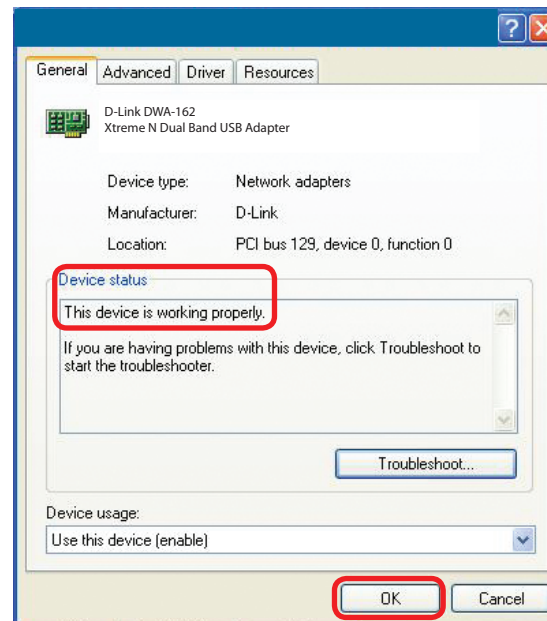 General Advanced Driver Resources
D-Link DWA-162
Xtreme N Dual Band USB Adapter
Device type: Network adapters
Manufacturer: D-Link
Location: PCI bus 129, device 0, function 0
Device status
This device is working properly.
If you are having problems with this device, click Troubleshoot to
start the troubleshooter.
Troubleshoot...
Device usage:
Use this device (enable)
OK Cancel